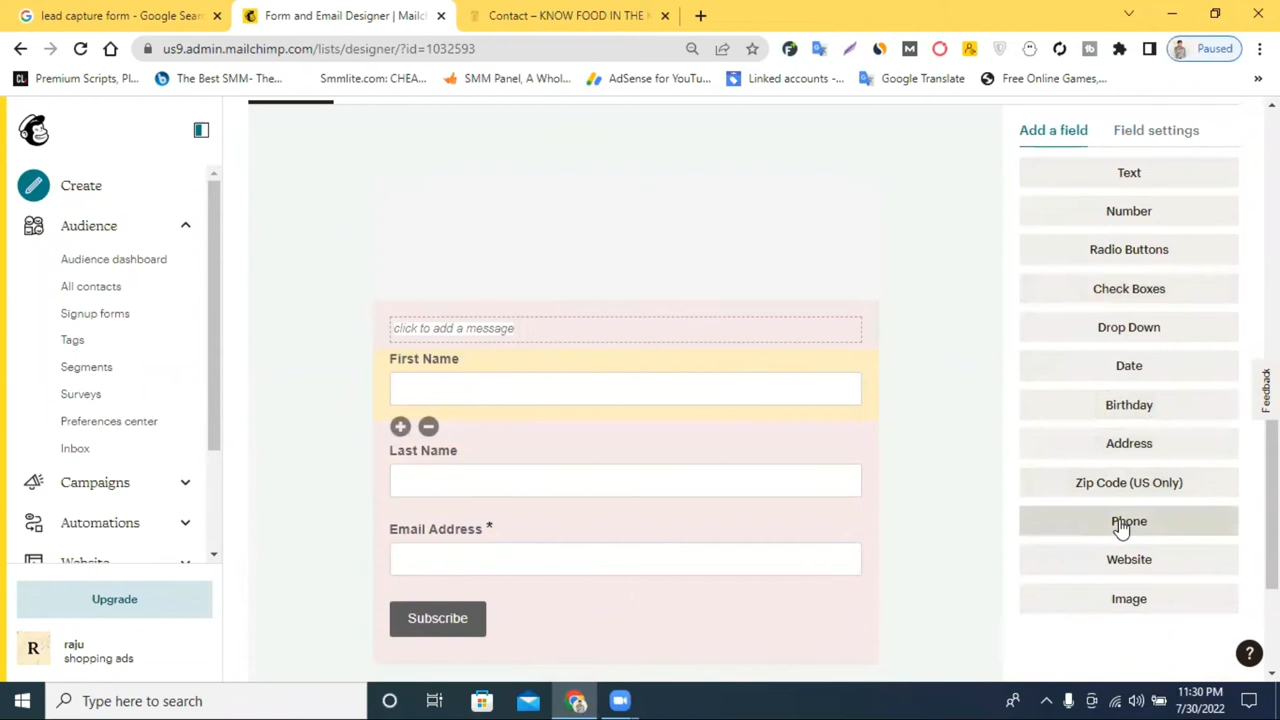 lead capture form - Google Sear
Form and Email Designer | Mailch
Contact – KNOW FOOD IN THE K
us9.admin.mailchimp.com/lists/designer/?id=1032593
Paused
CL Premium Scripts, Pl...
The Best SMM- The...
Smmlite.com: CHEA...
SMM Panel, A Whol...
AdSense for YouTu...
Linked accounts -...
Google Translate
Free Online Games,...
»
Create
Audience
Audience dashboard
All contacts
Signup forms
Tags
Segments
Surveys
Preferences center
Inbox
Campaigns
Automations
Upgrade
R
raju
shopping ads
click to add a message
First Name
Last Name
Email Address *
Subscribe
Add a field
Field settings
Text
Number
Radio Buttons
Check Boxes
Drop Down
Date
Birthday
Address
Zip Code (US Only)
Phone
Website
Image
Feedback
?
Type here to search
11:30 PM
7/30/2022